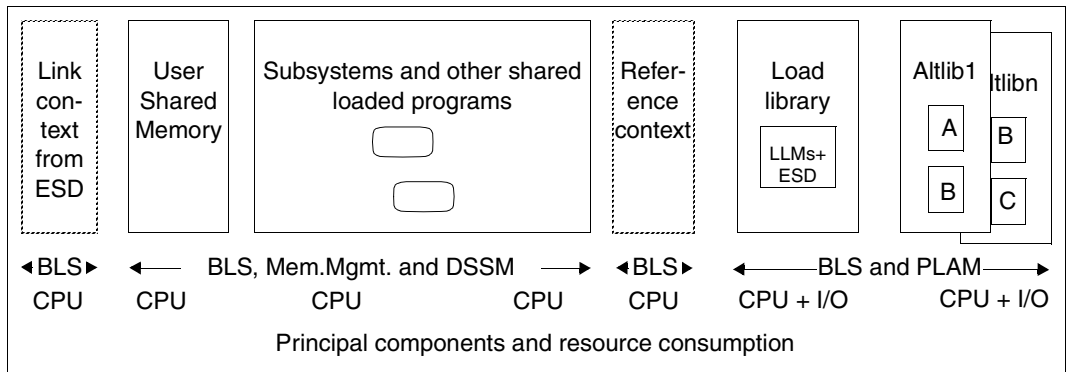 Link
con-
text
from
ESD
User
Shared
Memory
Subsystems and other shared
loaded programs
Refer-
ence
context
Load
library
LLMs+
ESD
Altlib1
A
B
ltlibn
B
C
BLS
BLS, Mem.Mgmt. and DSSM
BLS
BLS and PLAM
CPU
CPU
CPU
CPU
CPU
CPU + I/O
CPU + I/O
Principal components and resource consumption